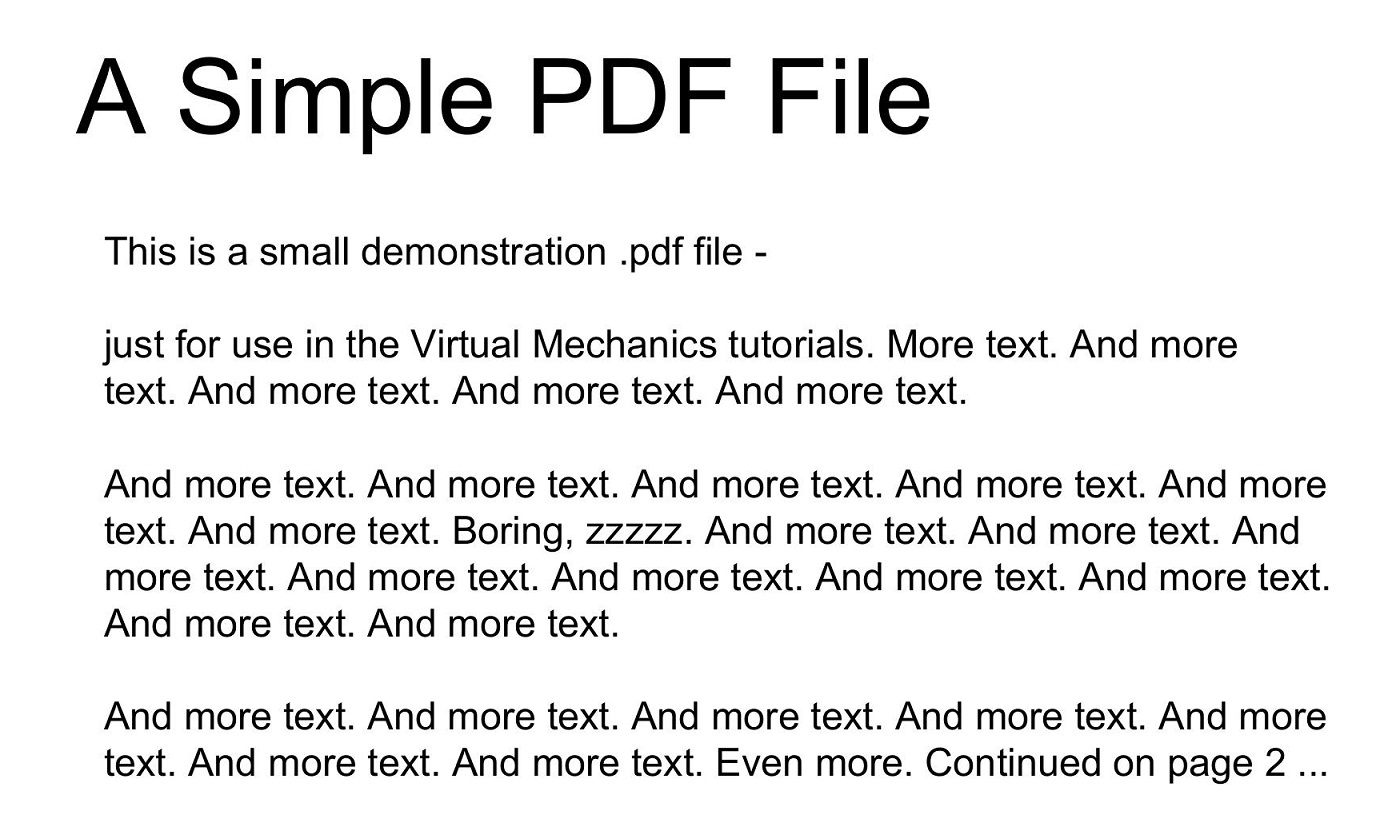 A Simple PDF File
This is a small demonstration .pdf file -
just for use in the Virtual Mechanics tutorials. More text. And more
text. And more text. And more text. And more text.
And more text. And more text. And more text. And more text. And more
text. And more text. Boring, zzzzz. And more text. And more text. And
more text. And more text. And more text. And more text. And more text.
And more text. And more text.
And more text. And more text. And more text. And more text. And more
text. And more text. And more text. Even more. Continued on page 2 ...